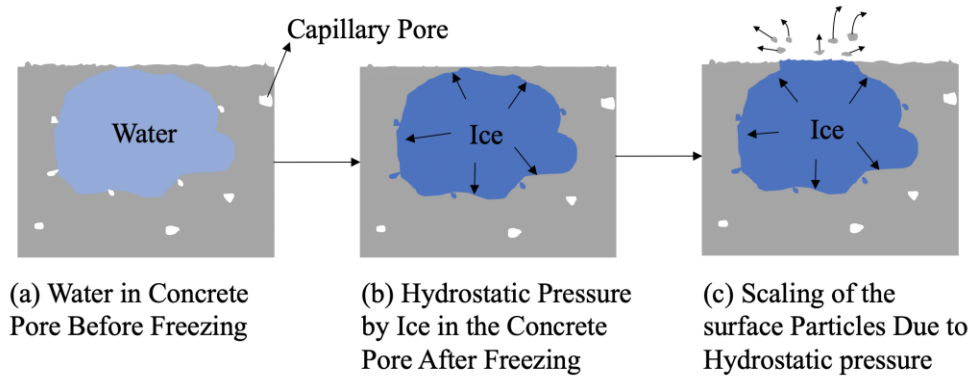 Capillary Pore
Water
Ice
Ice
(a) Water in Concrete
Pore Before Freezing
(b) Hydrostatic Pressure
by Ice in the Concrete
Pore After Freezing
(c) Scaling of the
surface Particles Due to
Hydrostatic pressure